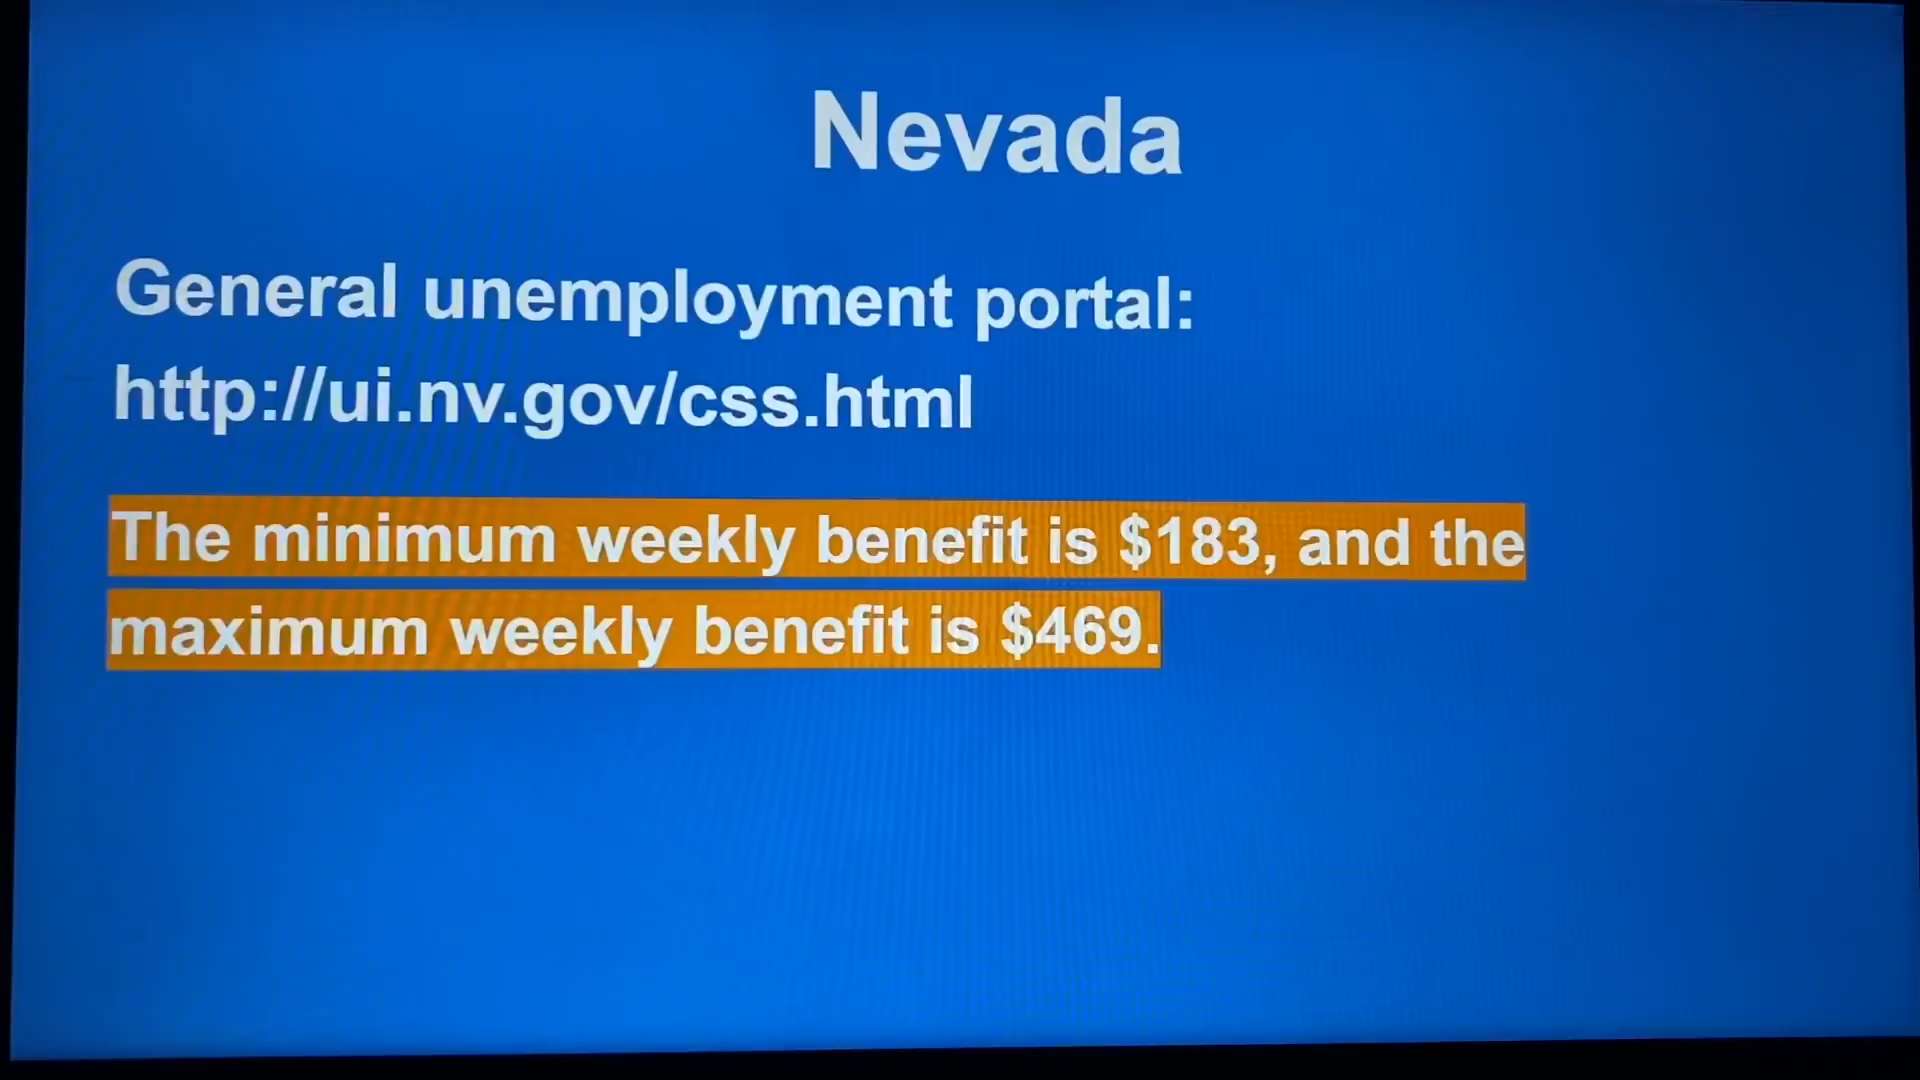 Nevada
General unemployment portal:
http://ui.nv.gov/css.html
The minimum weekly benefit is $183, and the
maximum weekly benefit is $469.